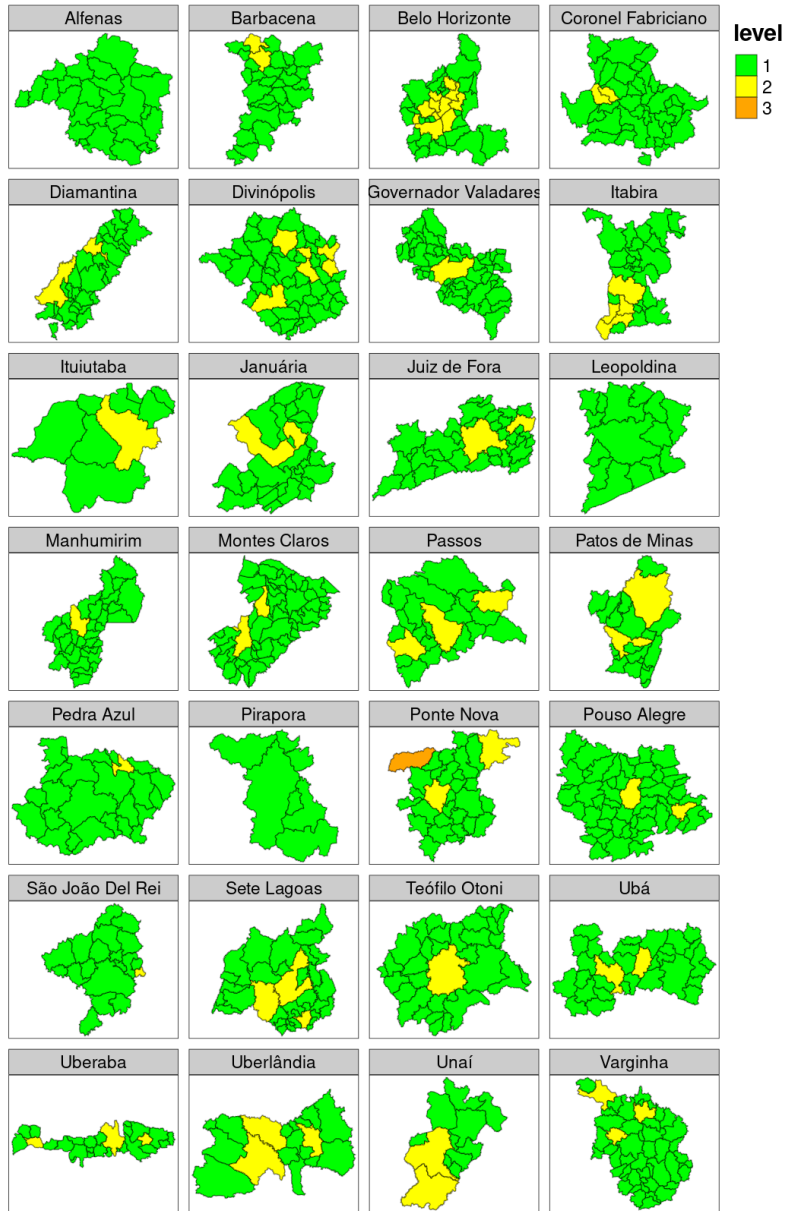 Alfenas
Barbacena
Belo Horizonte
Coronel Fabriciano
level
1
2
3
Diamantina
Divinópolis
Governador Valadares
Itabira
Ituiutaba
Januária
Juiz de Fora
Leopoldina
Manhumirim
Montes Claros
Passos
Patos de Minas
Pedra Azul
Pirapora
Ponte Nova
Pouso Alegre
São João Del Rei
Sete Lagoas
Teófilo Otoni
Ubá
Uberaba
Uberlândia
Unaí
Varginha